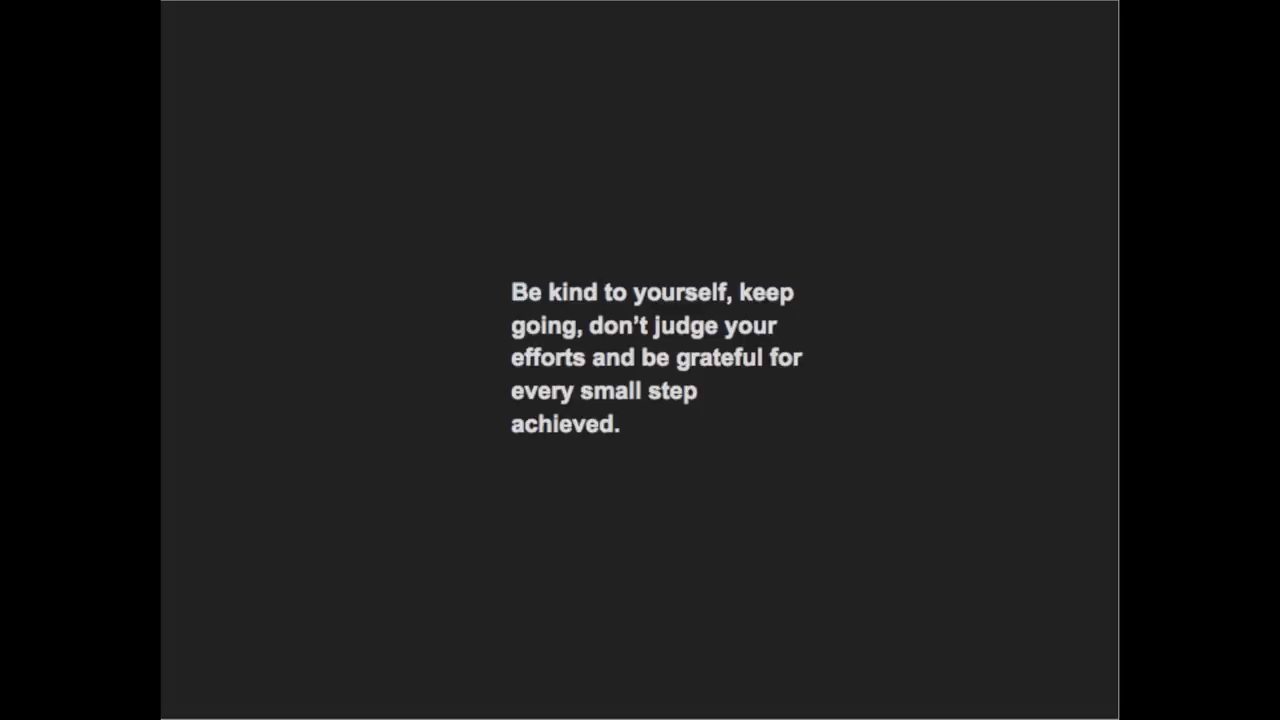 Be kind to yourself, keep
going, don’t judge your
efforts and be grateful for
every small step
achieved.